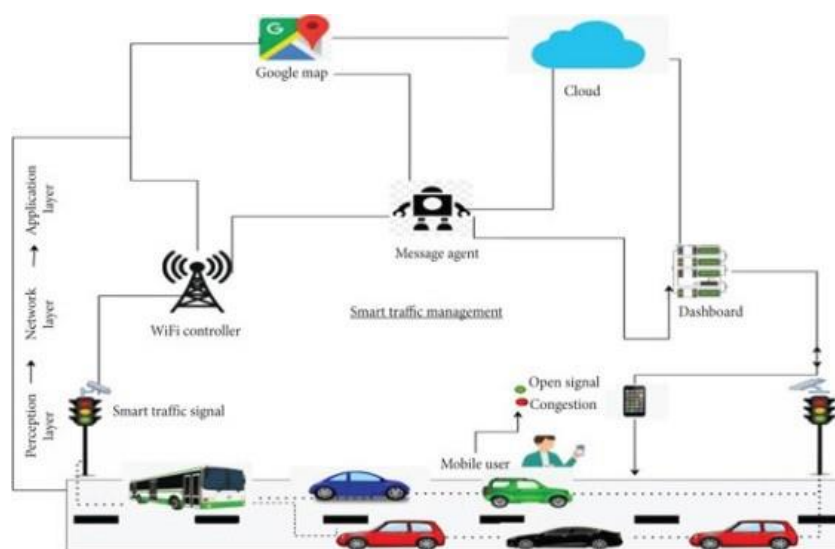 G
Google map
Cloud
Application
layer
Message agent
Network
layer
WiFi controller
Smart traffic management
Dashboard
Perception
layer
Smart traffic signal
Open signal
Congestion
Mobile user